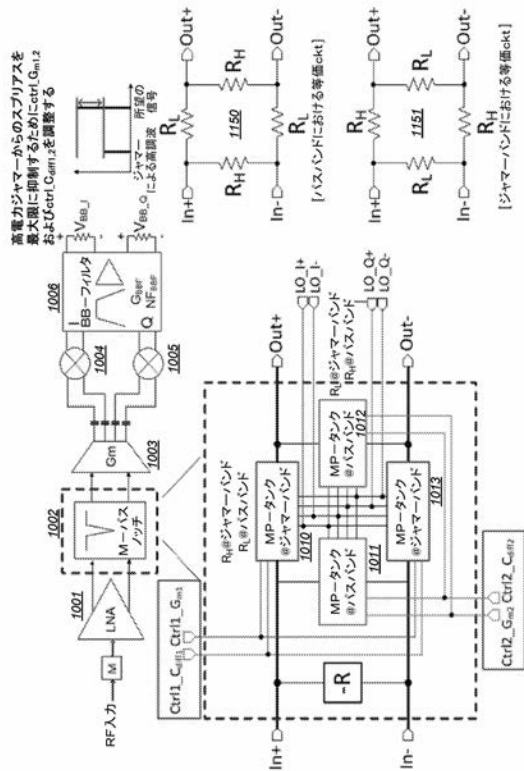 高電力ジャマーからのスプリアスを
最大限に抑制するためにctrl_Gm1,2
およびctrl_Cdiff1,2を調整する
RF入力
M
LNA
1001
1002
M-パス
ノッチ
Gm
1003
1004
1005
1006
I
BB-フィルタ
GBBF
NFBBF
Q
+
VBB_I
-
+
VBB_Q
-
ジャマー
による高調波
所望の
信号
In+
RL
Out+
RH
1150
RH
In-
RL
Out-
[パスバンドにおける等価ckt]
In+
RH
Out+
RL
1151
RL
In-
RH
Out-
[ジャマーバンドにおける等価ckt]
Ctrl1_Cdiff1
Ctrl1_Gm1
RH@ジャマーバンド
RL@パスバンド
In+
Out+
MP-タンク
@ジャマーバンド
1010
-R
MP-タンク
@パスバンド
1011
MP-タンク
@パスバンド
1012
RL@ジャマーバンド
RH@パスバンド
LO_I+
LO_I-
LO_Q+
LO_Q-
MP-タンク
@ジャマーバンド
1013
In-
Out-
Ctrl2_Gm2
Ctrl2_Cdiff2